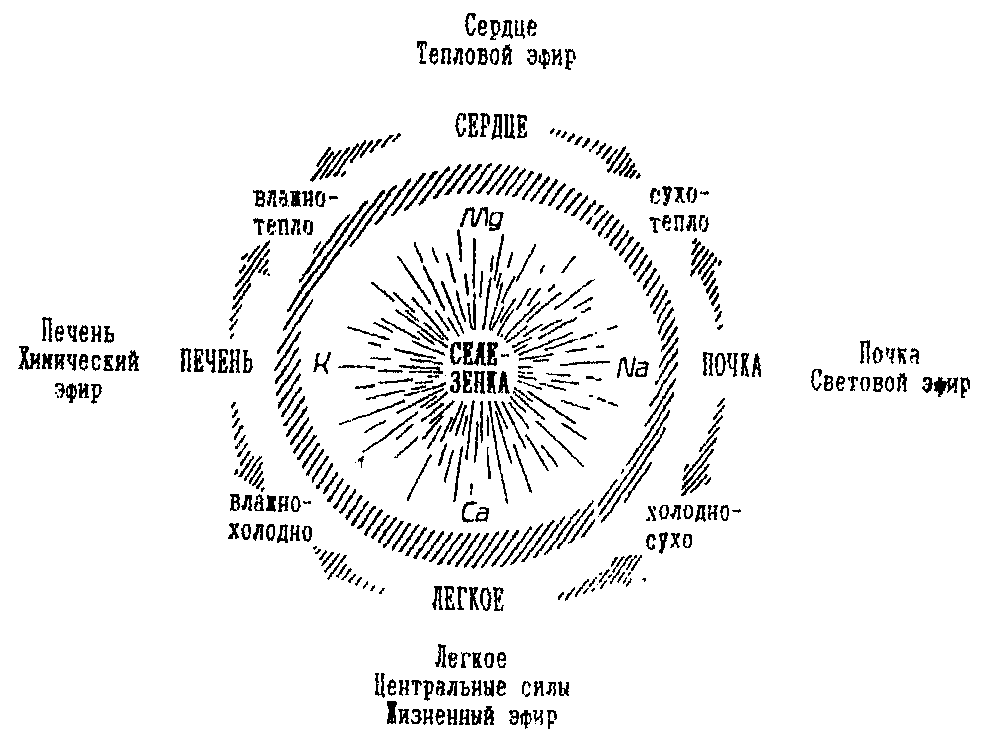 Сердце
Тепловой эфир
СЕРДЦЕ
влажно-
тепло
сухо-
тепло
Mg
Печень
Химический
эфир
ПЕЧЕНЬ
K
СЕЛЕ-
ЗЕНКА
Na
ПОЧКА
Почка
Световой эфир
влажно-
холодно
Ca
холодно-
сухо
ЛЕГКОЕ
Легкое
Центральные силы
Жизненный эфир